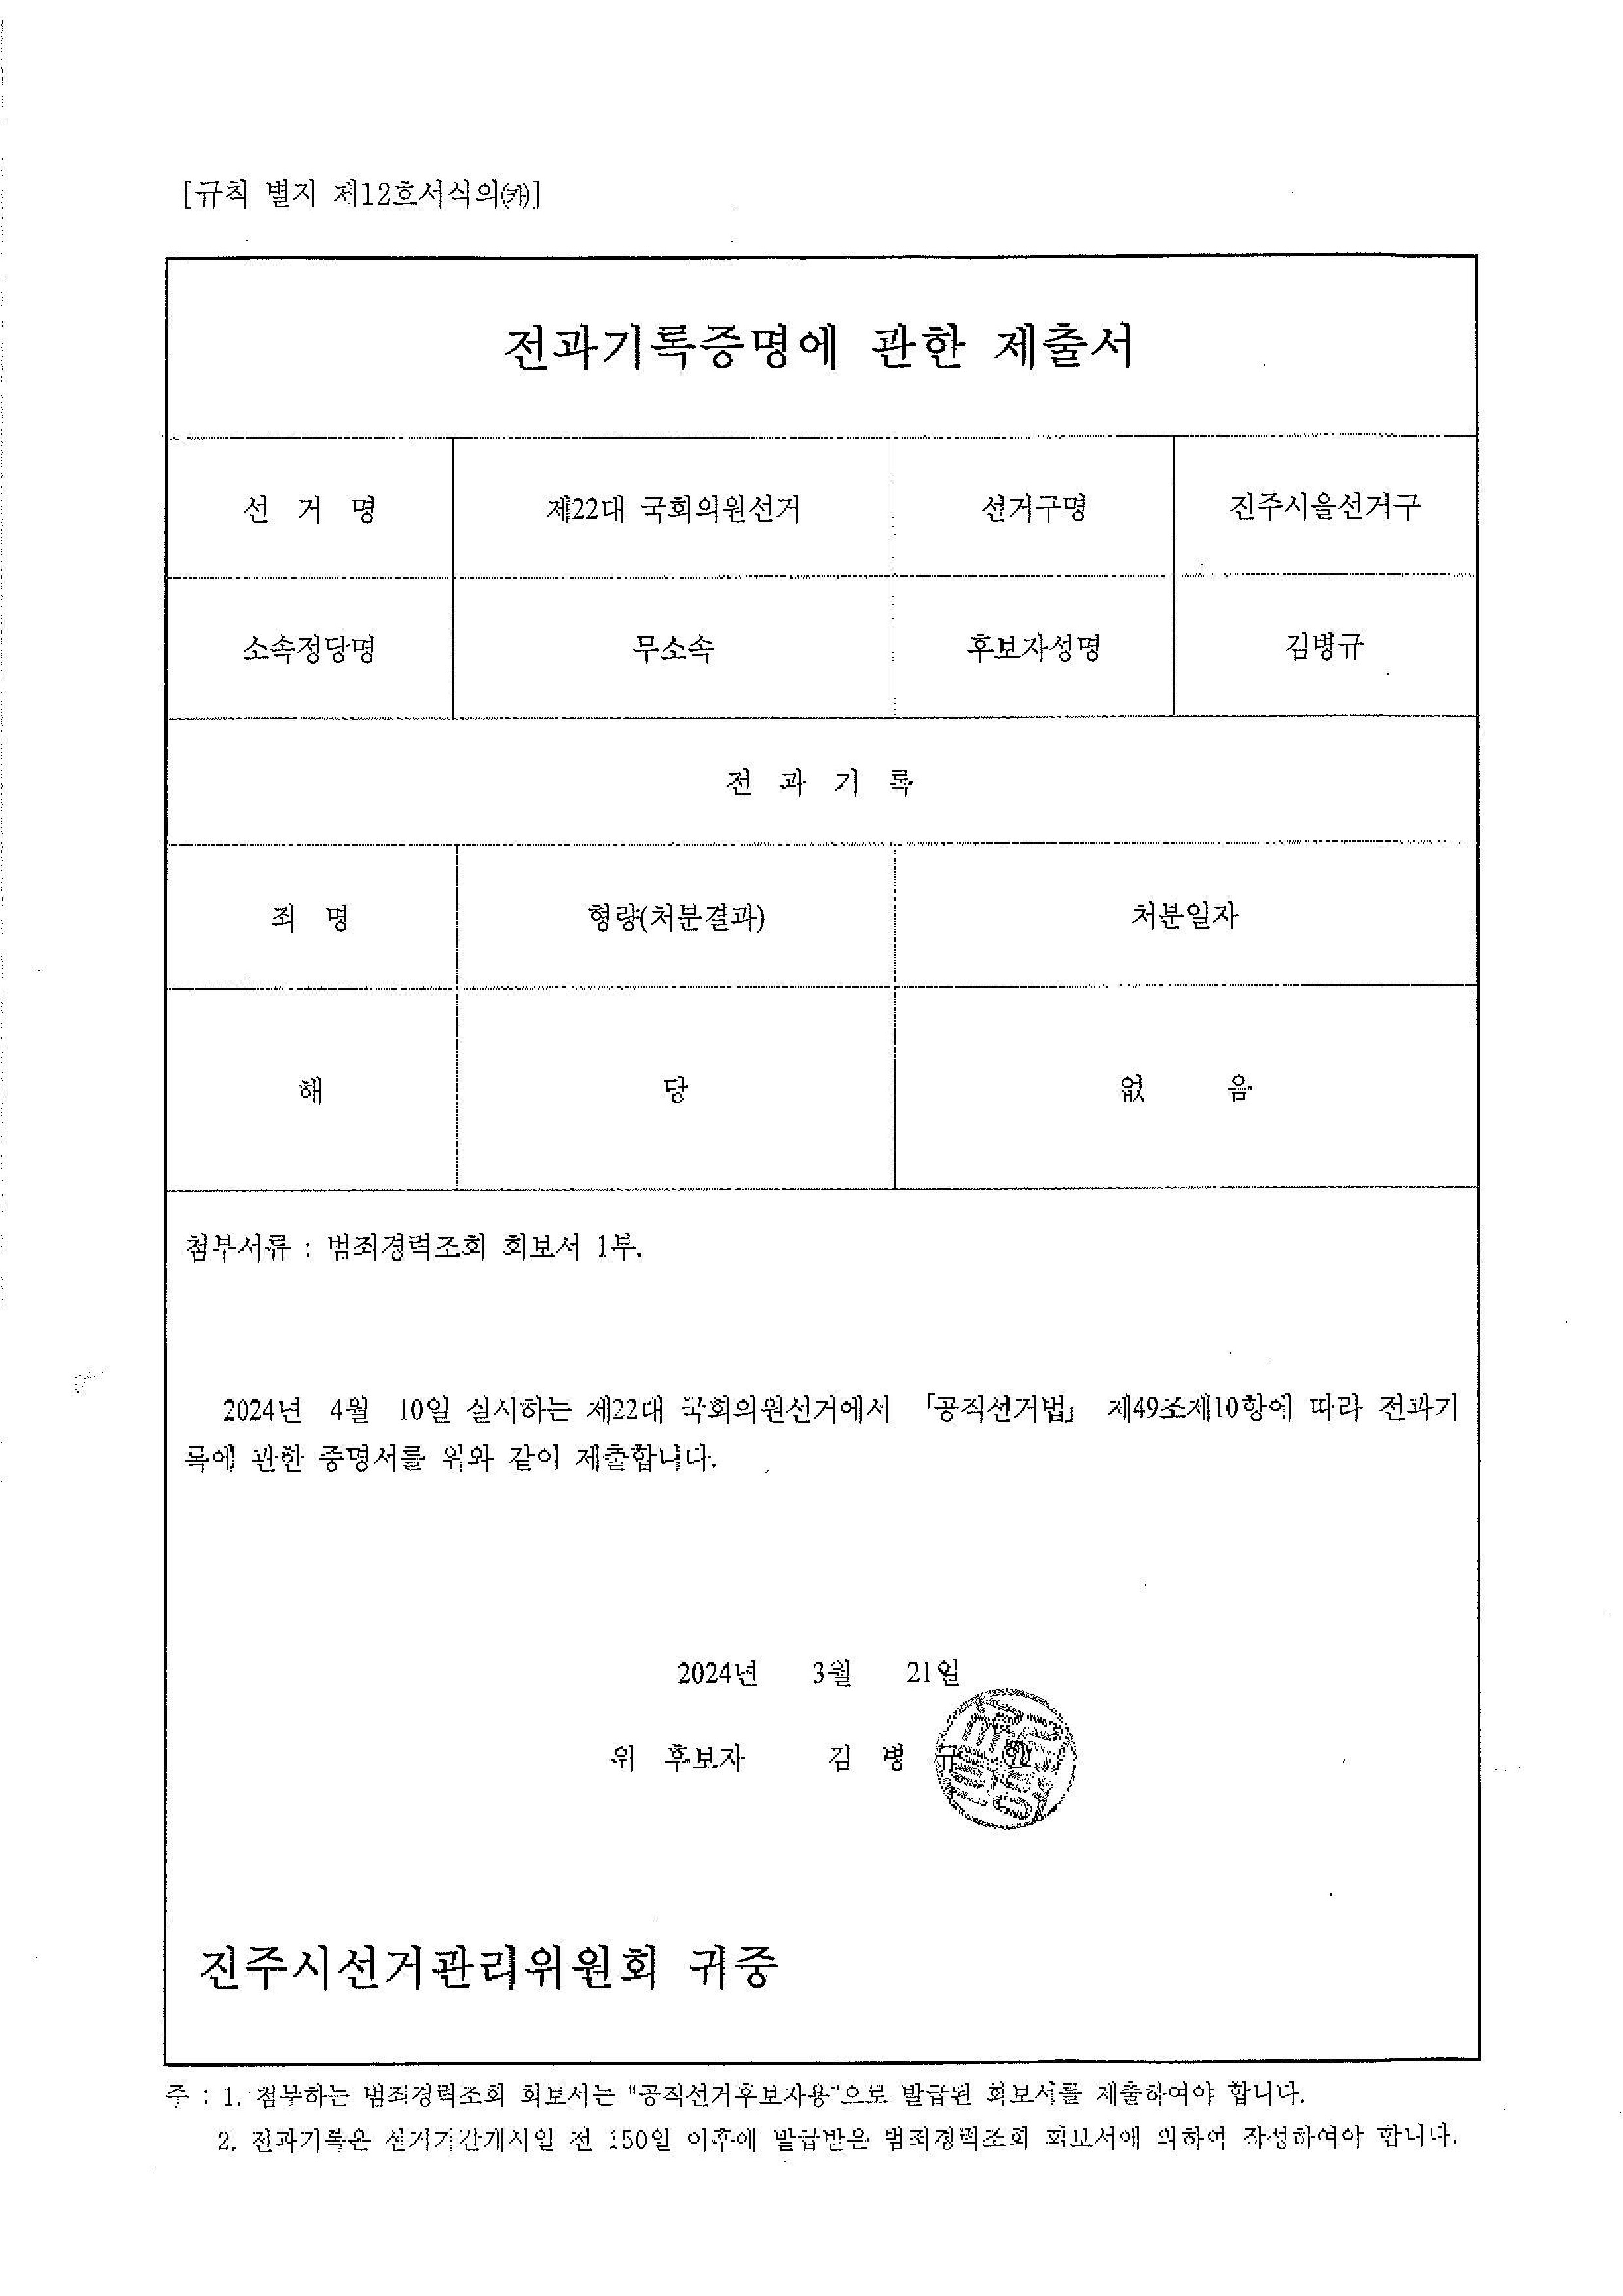 [규칙 별지 제12호서식의㈸]
전과기록증명에 관한 제출서
선 거 명 제22대 국회의원선거 선거구명 진주시을선거구
소속정당명 무소속 후보자성명 김병규
전 과 기 록
죄 명 형량(처분결과) 처분일자
해 당 없 음
첨부서류 : 범죄경력조회 회보서 1부.
2024년 4월 10일 실시하는 제22대 국회의원선거에서 「공직선거법」 제49조제10항에 따라 전과기
록에 관한 증명서를 위와 같이 제출합니다.
2024년 3월 21일
위 후보자 김 병 규 ㊞
진주시선거관리위원회 귀중
주 : 1. 첨부하는 범죄경력조회 회보서는 "공직선거후보자용"으로 발급된 회보서를 제출하여야 합니다.
2. 전과기록은 선거기간개시일 전 150일 이후에 발급받은 범죄경력조회 회보서에 의하여 작성하여야 합니다.